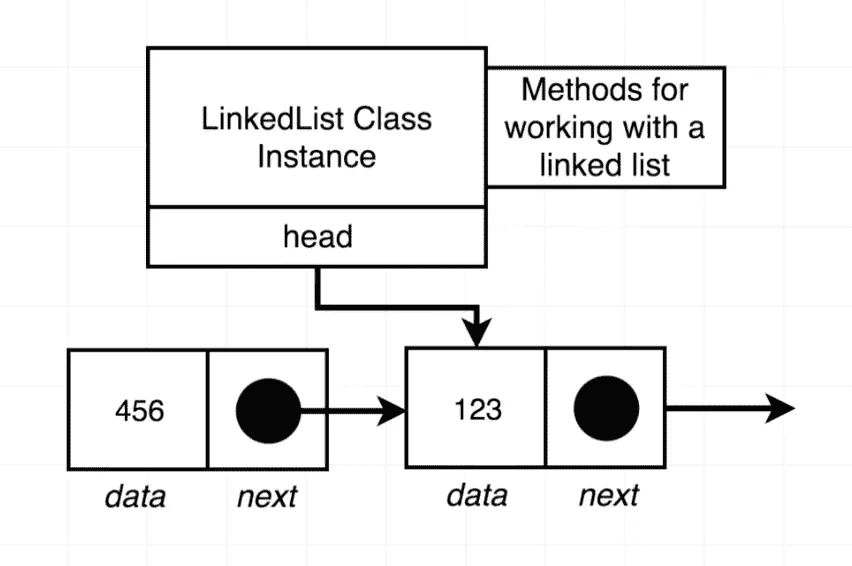 LinkedList Class
Instance
Methods for
working with a
linked list
head
456
123
data
next
data
next